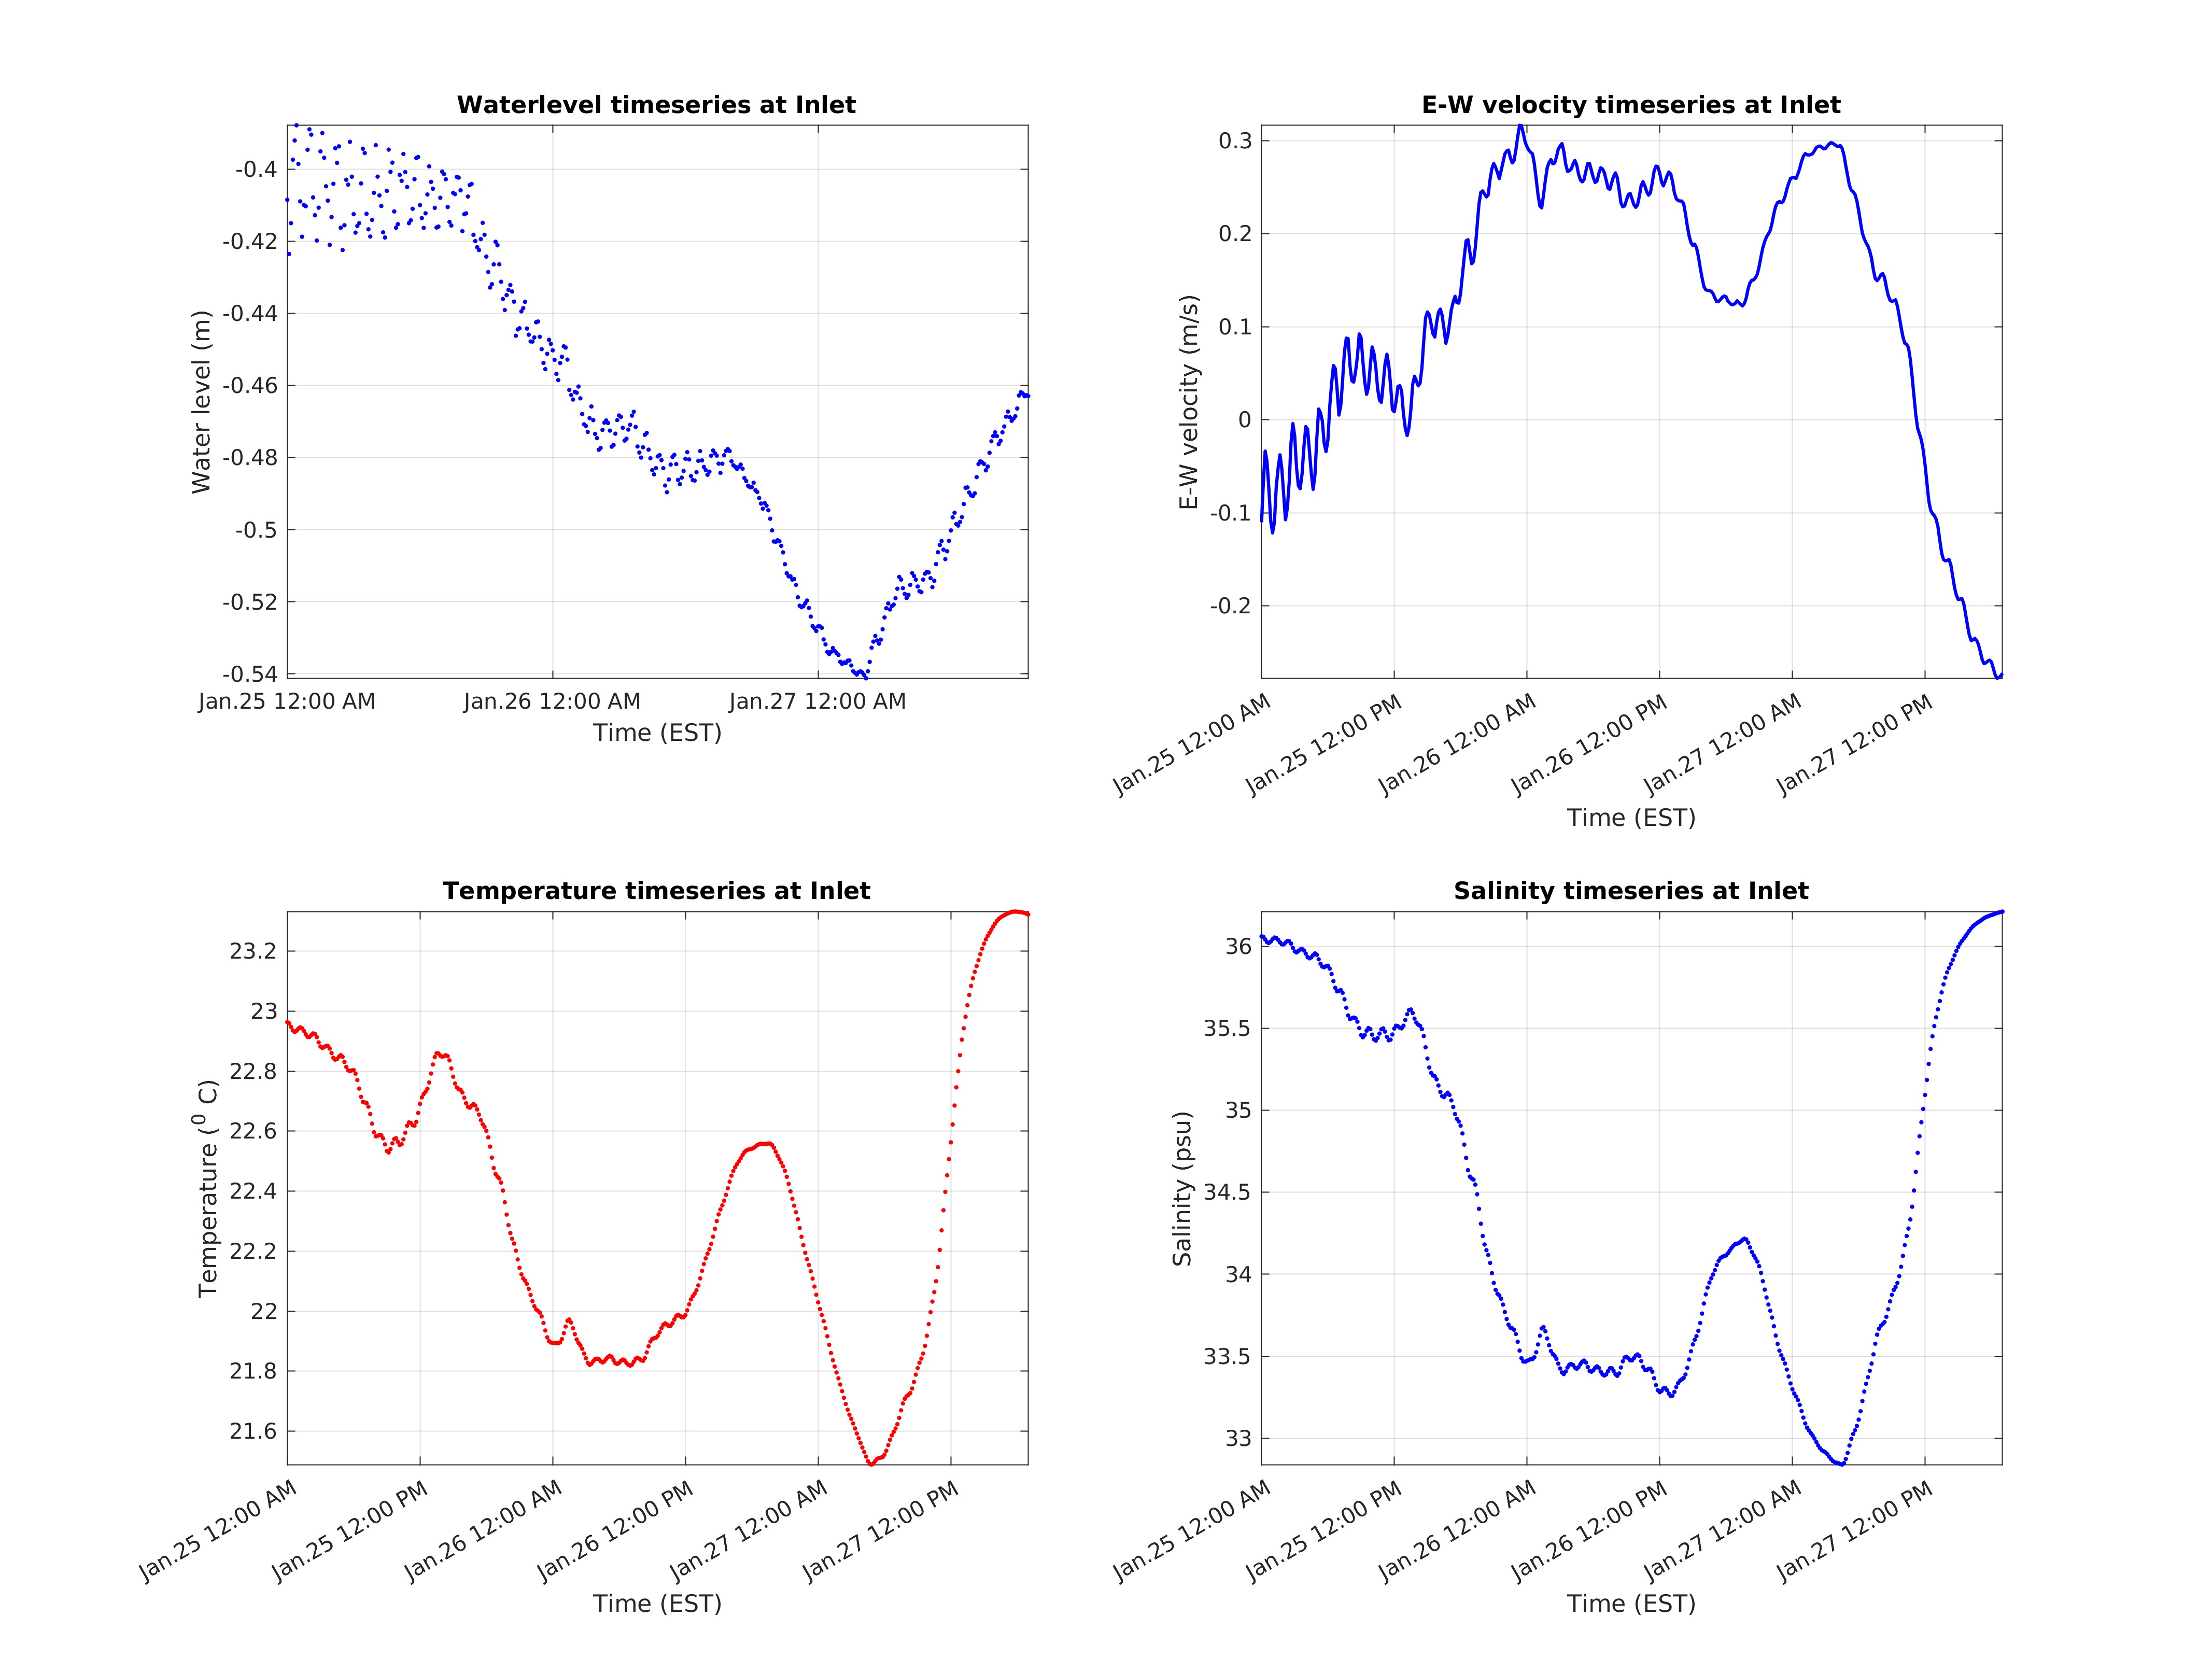 Waterlevel timeseries at Inlet
Water level (m)
-0.4
-0.42
-0.44
-0.46
-0.48
-0.5
-0.52
-0.54
Jan.25 12:00 AM
Jan.26 12:00 AM
Jan.27 12:00 AM
Time (EST)
E-W velocity timeseries at Inlet
E-W velocity (m/s)
0.3
0.2
0.1
0
-0.1
-0.2
Jan.25 12:00 AM
Jan.25 12:00 PM
Jan.26 12:00 AM
Jan.26 12:00 PM
Jan.27 12:00 AM
Jan.27 12:00 PM
Time (EST)
Temperature timeseries at Inlet
Temperature (⁰ C)
23.2
23
22.8
22.6
22.4
22.2
22
21.8
21.6
Jan.25 12:00 AM
Jan.25 12:00 PM
Jan.26 12:00 AM
Jan.26 12:00 PM
Jan.27 12:00 AM
Jan.27 12:00 PM
Time (EST)
Salinity timeseries at Inlet
Salinity (psu)
36
35.5
35
34.5
34
33.5
33
Jan.25 12:00 AM
Jan.25 12:00 PM
Jan.26 12:00 AM
Jan.26 12:00 PM
Jan.27 12:00 AM
Jan.27 12:00 PM
Time (EST)